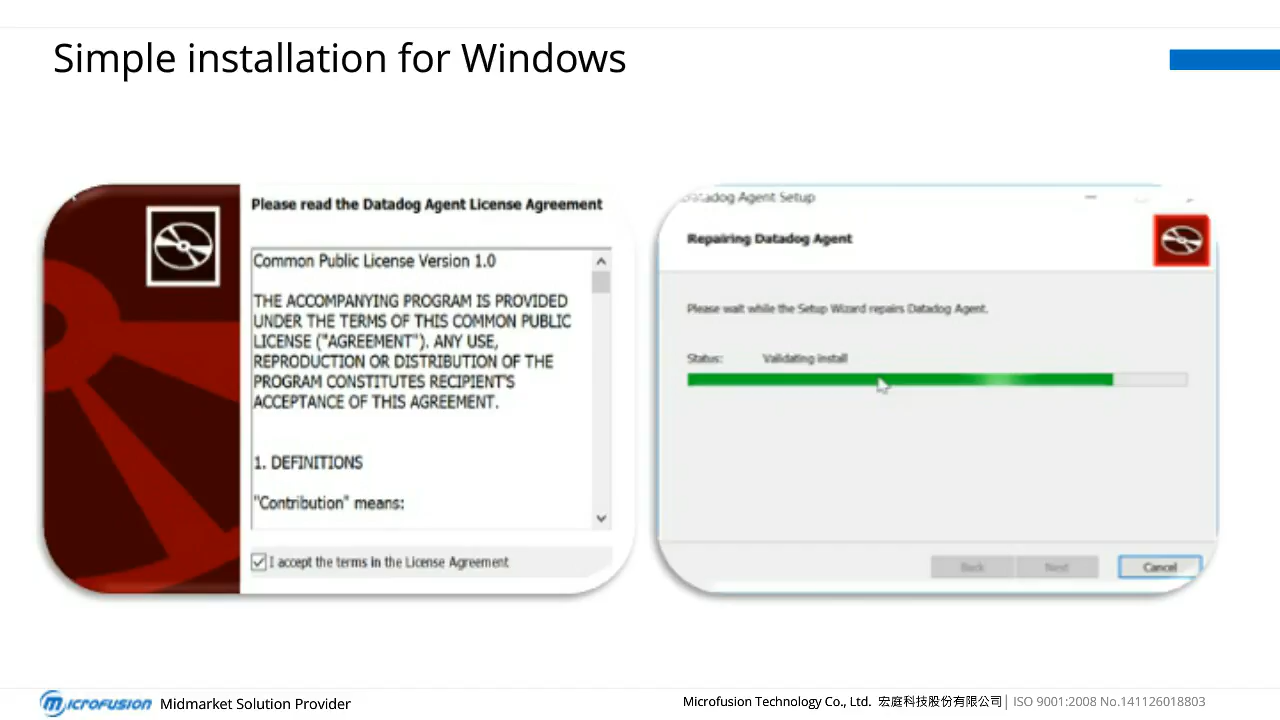 Simple installation for Windows
Please read the Datadog Agent License Agreement
Common Public License Version 1.0
THE ACCOMPANYING PROGRAM IS PROVIDED
UNDER THE TERMS OF THIS COMMON PUBLIC
LICENSE ("AGREEMENT"). ANY USE,
REPRODUCTION OR DISTRIBUTION OF THE
PROGRAM CONSTITUTES RECIPIENT'S
ACCEPTANCE OF THIS AGREEMENT.
1. DEFINITIONS
"Contribution" means:
I accept the terms in the License Agreement
Datadog Agent Setup
Repairing Datadog Agent
Please wait while the Setup Wizard repairs Datadog Agent.
Status: Validating install
Back Next Cancel
MICROFUSION Midmarket Solution Provider
Microfusion Technology Co., Ltd. 宏庭科技股份有限公司│ ISO 9001:2008 No.141126018803